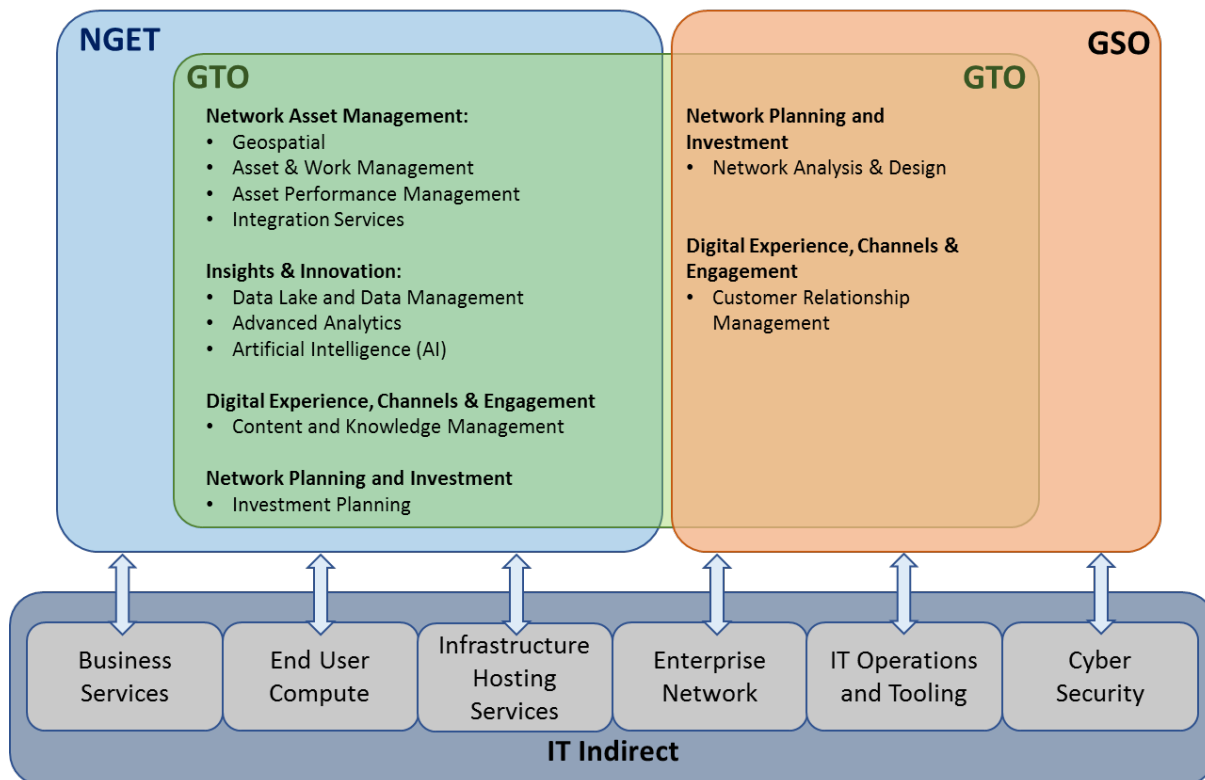 NGET
GTO
Network Asset Management:
• Geospatial
• Asset & Work Management
• Asset Performance Management
• Integration Services
Insights & Innovation:
• Data Lake and Data Management
• Advanced Analytics
• Artificial Intelligence (AI)
Digital Experience, Channels & Engagement
• Content and Knowledge Management
Network Planning and Investment
• Investment Planning
GSO
GTO
Network Planning and
Investment
• Network Analysis & Design
Digital Experience, Channels &
Engagement
• Customer Relationship
Management
Business
Services
End User
Compute
Infrastructure
Hosting
Services
Enterprise
Network
IT Operations
and Tooling
Cyber
Security
IT Indirect